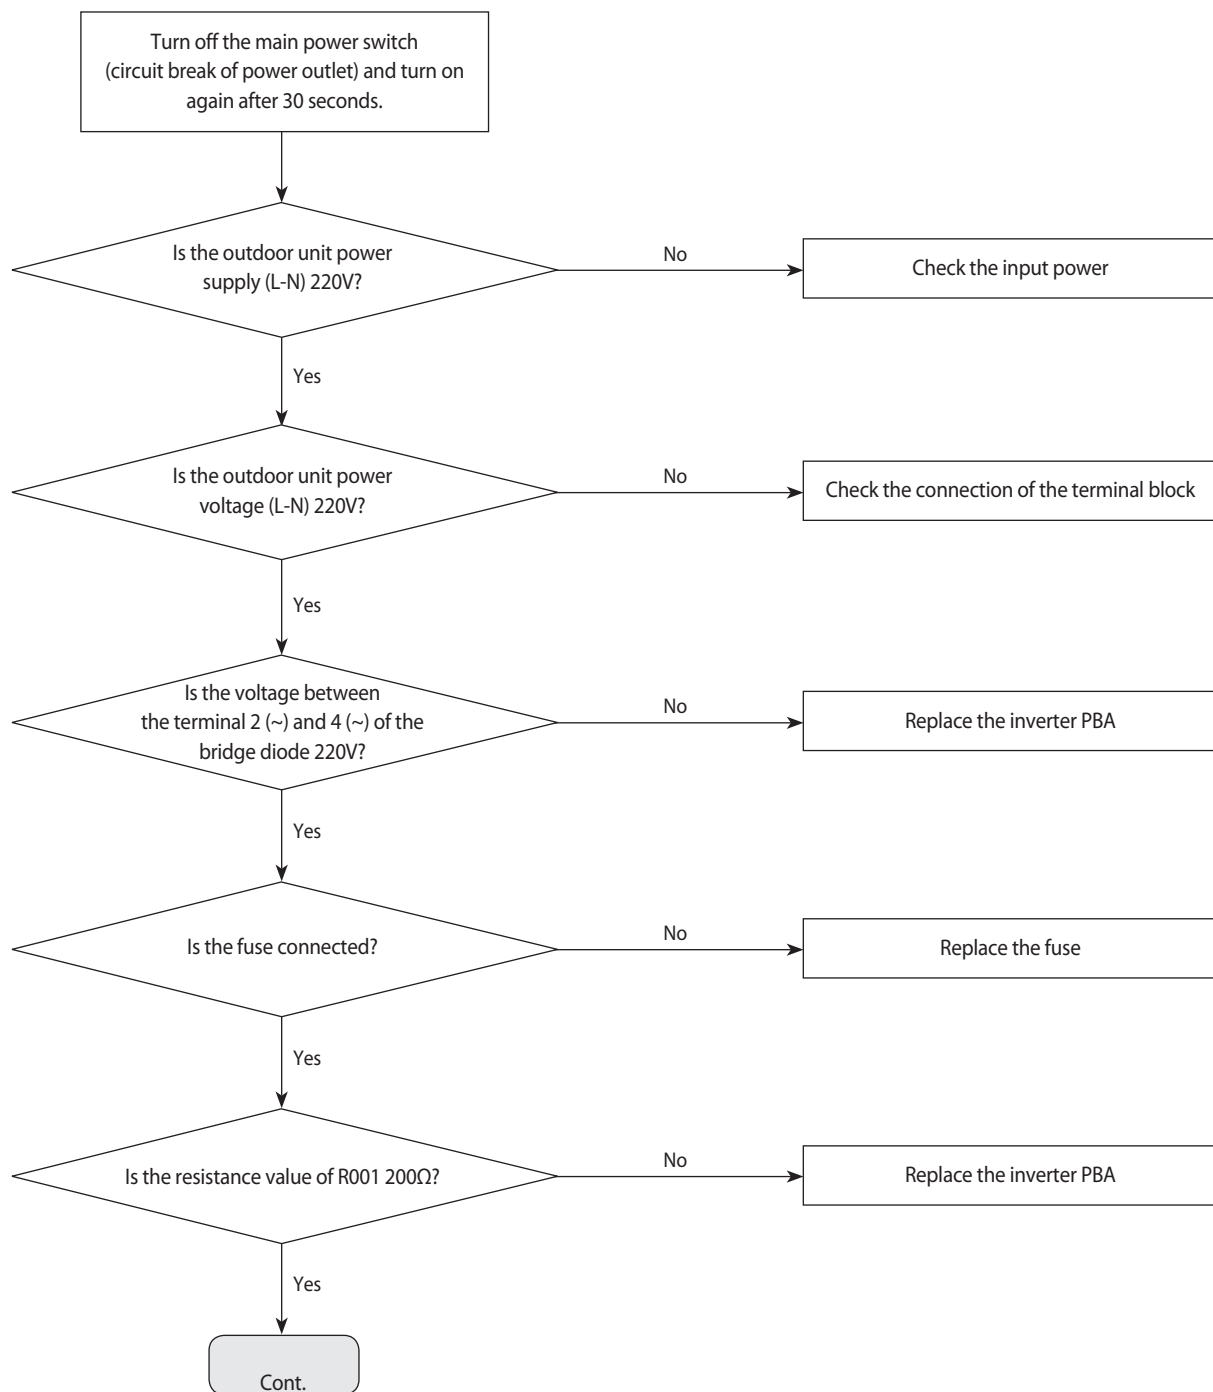 Turn off the main power switch
(circuit break of power outlet) and turn on
again after 30 seconds.
Is the outdoor unit power
supply (L-N) 220V?
No
Check the input power
Yes
Is the outdoor unit power
voltage (L-N) 220V?
No
Check the connection of the terminal block
Yes
Is the voltage between
the terminal 2 (~) and 4 (~) of the
bridge diode 220V?
No
Replace the inverter PBA
Yes
Is the fuse connected?
No
Replace the fuse
Yes
Is the resistance value of R001 200Ω?
No
Replace the inverter PBA
Yes
Cont.